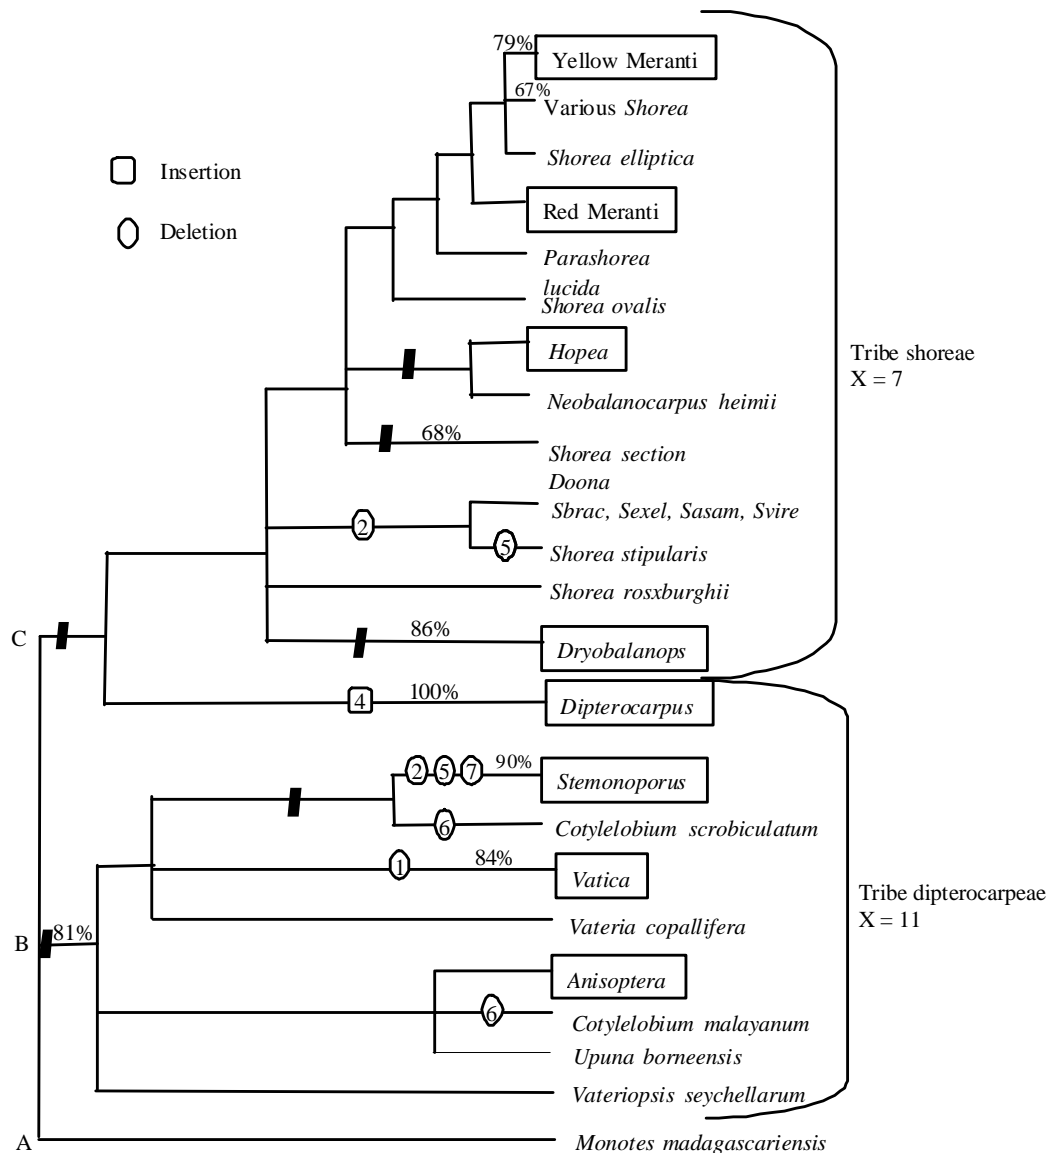 79%
Yellow Meranti
67%
Various Shorea
Shorea elliptica
Insertion
Red Meranti
Deletion
Parashorea
lucida
Shorea ovalis
Hopea
Tribe shoreae
X = 7
Neobalanocarpus heimii
68%
Shorea section
Doona
Sbrac, Sexel, Sasam, Svire
2
5
Shorea stipularis
Shorea rosxburghii
C
86%
Dryobalanops
4
100%
Dipterocarpus
2 5 7
90%
Stemonoporus
6
Cotylelobium scrobiculatum
1
84%
Vatica
Tribe dipterocarpeae
X = 11
Vateria copallifera
B
81%
Anisoptera
6
Cotylelobium malayanum
Upuna borneensis
Vateriopsis seychellarum
A
Monotes madagascariensis